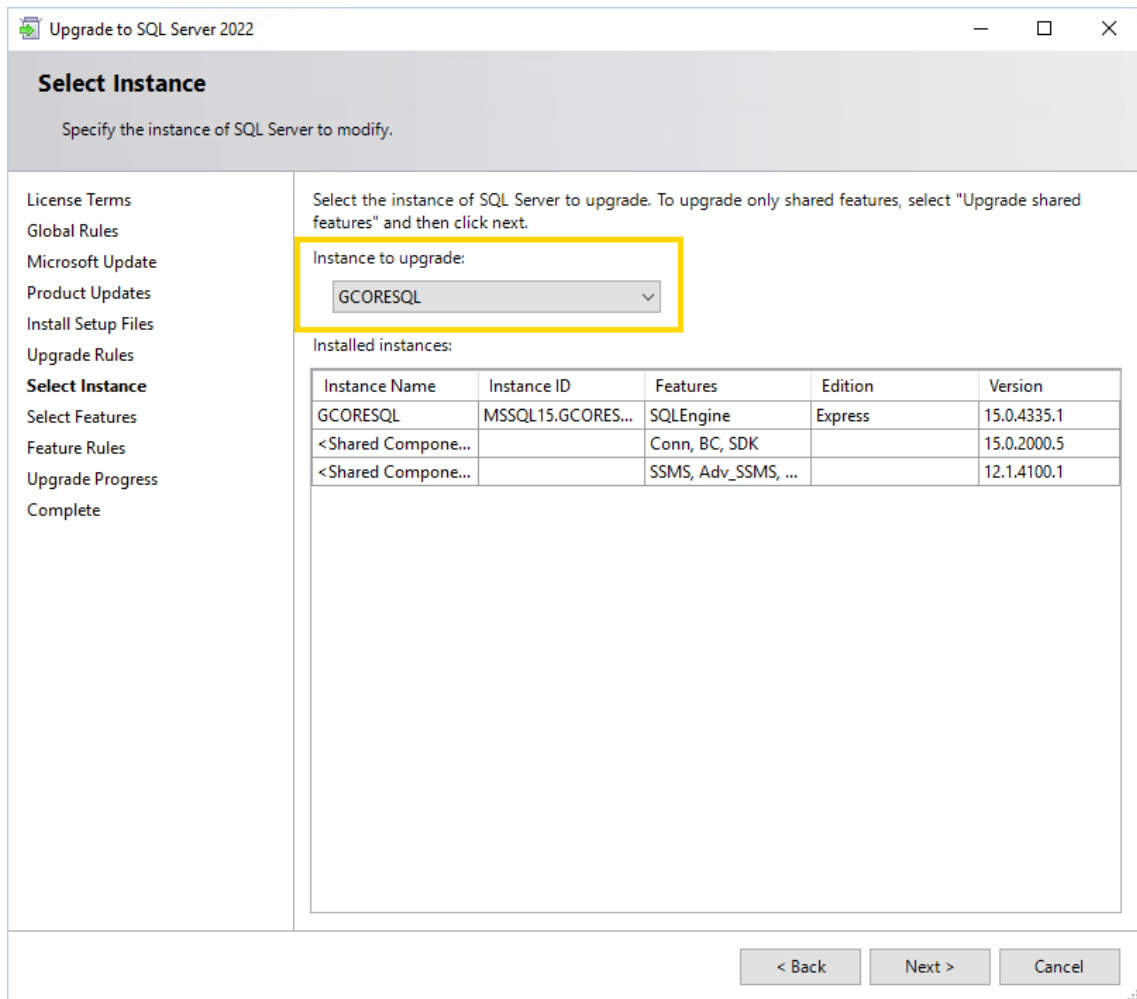 Upgrade to SQL Server 2022
Select Instance
Specify the instance of SQL Server to modify.
License Terms
Global Rules
Microsoft Update
Product Updates
Install Setup Files
Upgrade Rules
Select Instance
Select Features
Feature Rules
Upgrade Progress
Complete
Select the instance of SQL Server to upgrade. To upgrade only shared features, select "Upgrade shared
features" and then click next.
Instance to upgrade:
GCORESQL
Installed instances:
Instance Name Instance ID Features Edition Version
GCORESQL MSSQL15.GCORES... SQLEngine Express 15.0.4335.1
<Shared Compone... Conn, BC, SDK 15.0.2000.5
<Shared Compone... SSMS, Adv_SSMS, ... 12.1.4100.1
< Back Next > Cancel